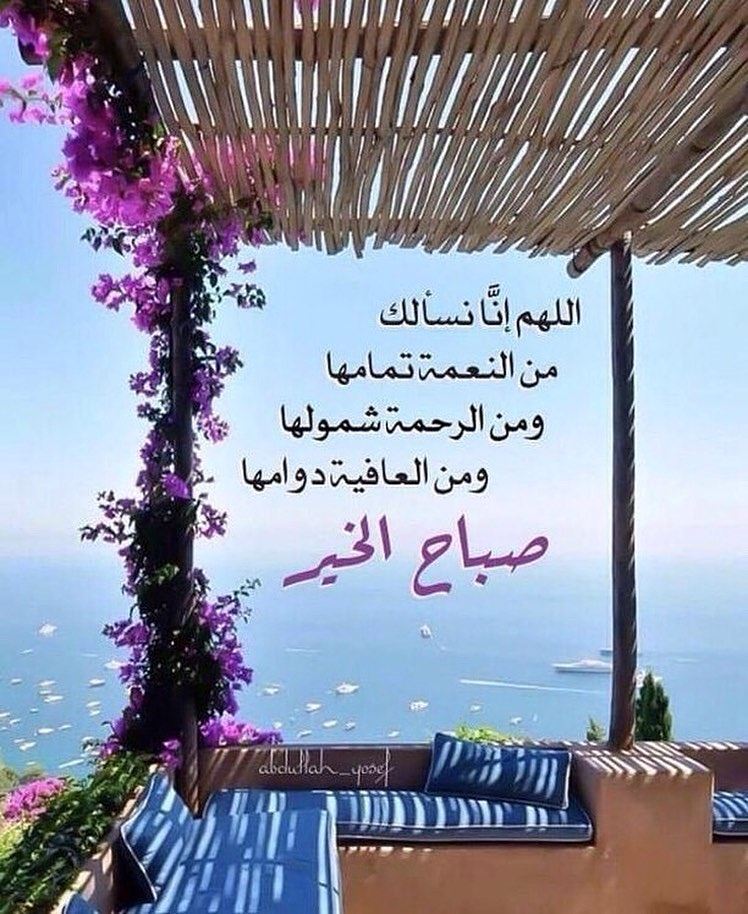 اللهم إنَّا نسألك
من النعمة تمامها
ومن الرحمة شمولها
ومن العافية دوامها
صباح الخير
abdullah_yosef